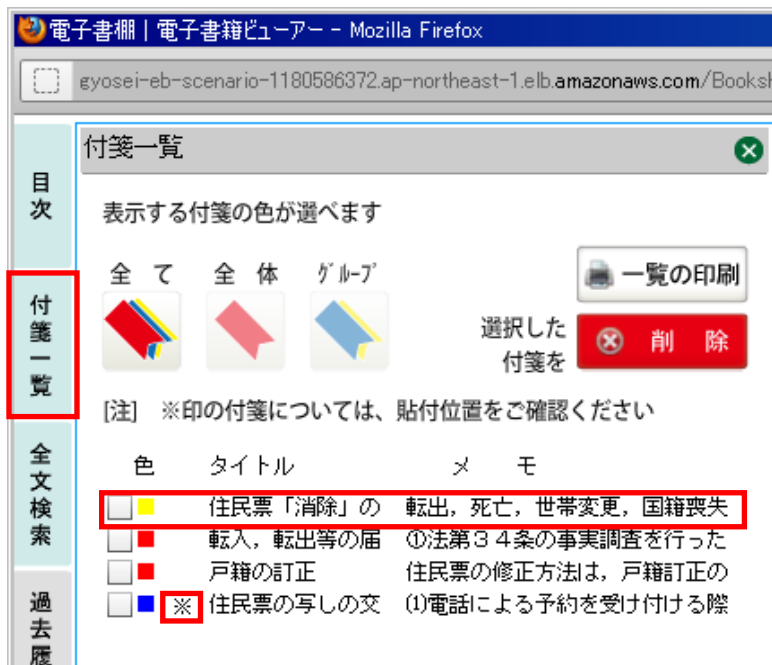 電子書棚 | 電子書籍ビューアー - Mozilla Firefox
gyosei-eb-scenario-1180586372.ap-northeast-1.elb.amazonaws.com/Booksh
目次
付箋一覧
全文検索
過去履
付箋一覧
表示する付箋の色が選べます
全 て 全 体 グループ
一覧の印刷
選択した
付箋を
削 除
[注] ※印の付箋については、貼付位置をご確認ください
色 タイトル メ モ
住民票「消除」の 転出，死亡，世帯変更，国籍喪失
転入，転出等の届 ①法第３４条の事実調査を行った
戸籍の訂正 住民票の修正方法は，戸籍訂正の
※ 住民票の写しの交 (1)電話による予約を受け付ける際